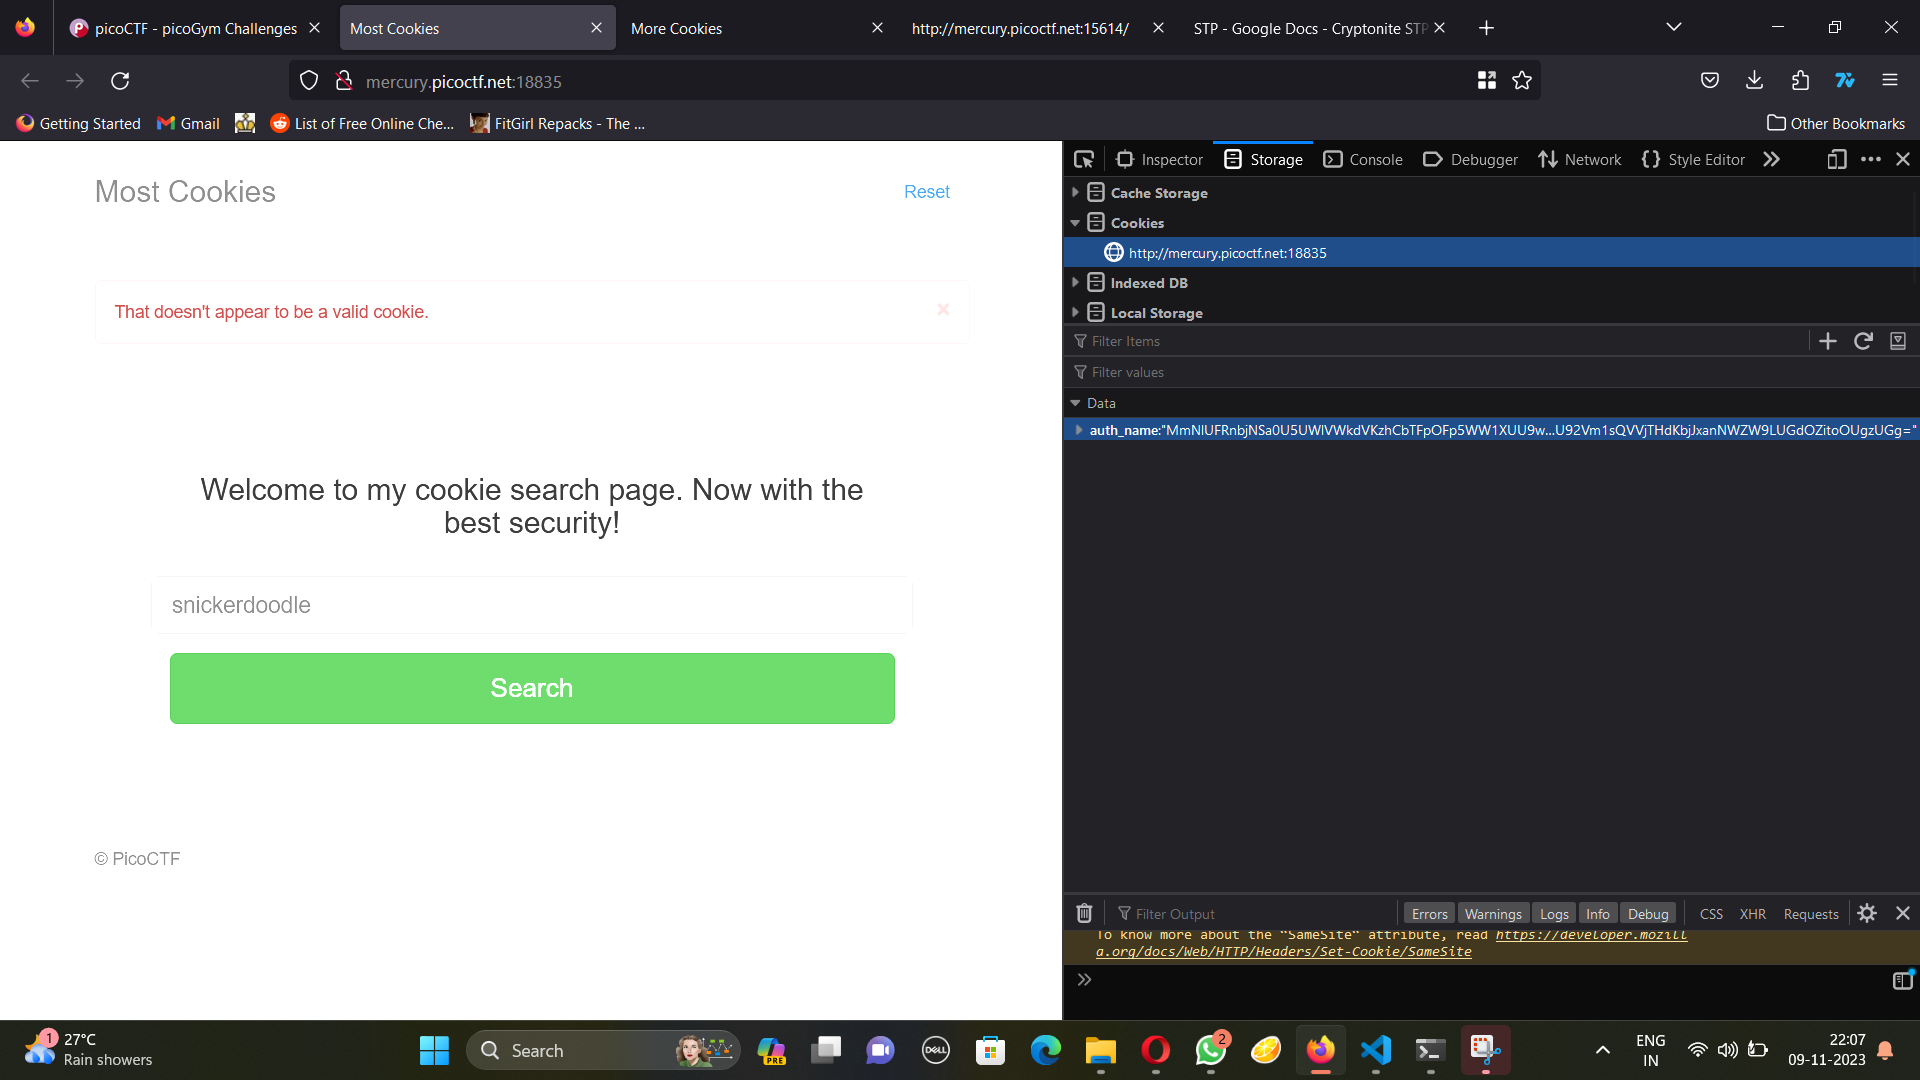 picoCTF - picoGym Challenges
Most Cookies
More Cookies
http://mercury.picoctf.net:15614/
STP - Google Docs - Cryptonite STP
mercury.picoctf.net:18835
Getting Started
Gmail
List of Free Online Che...
FitGirl Repacks - The ...
Other Bookmarks
Most Cookies
Reset
That doesn't appear to be a valid cookie.
Welcome to my cookie search page. Now with the
best security!
snickerdoodle
Search
© PicoCTF
Inspector
Storage
Console
Debugger
Network
Style Editor
Cache Storage
Cookies
http://mercury.picoctf.net:18835
Indexed DB
Local Storage
Filter Items
Filter values
Data
auth_name:"MmNlUFRnbjNSa0U5UWlVWkdVKzhCbTFpOFp5WW1XUU9w...U92Vm1sQVVjTHdKbjJxanNWZW9LUGdOZitoOUgzUGg="
Filter Output
Errors
Warnings
Logs
Info
Debug
CSS
XHR
Requests
To know more about the "SameSite" attribute, read https://developer.mozill
a.org/docs/Web/HTTP/Headers/Set-Cookie/SameSite
1
27°C
Rain showers
Search
PRE
DELL
2
ENG
IN
22:07
09-11-2023